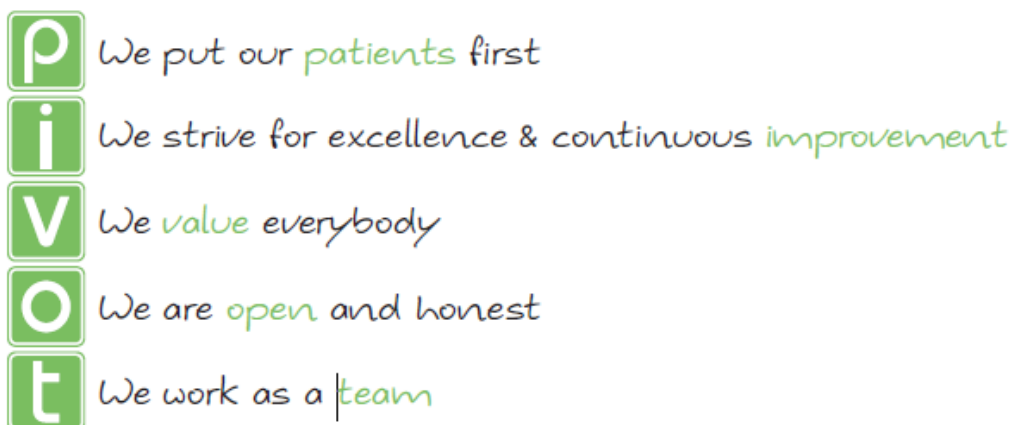 p We put our patients first
i We strive for excellence & continuous improvement
v We value everybody
o We are open and honest
t We work as a team